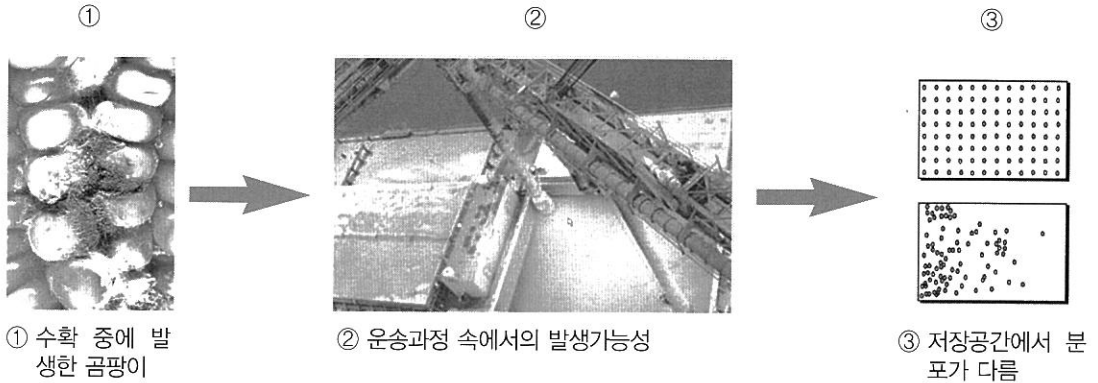 ①
②
③
① 수확 중에 발
생한 곰팡이
② 운송과정 속에서의 발생가능성
③ 저장공간에서 분
포가 다름